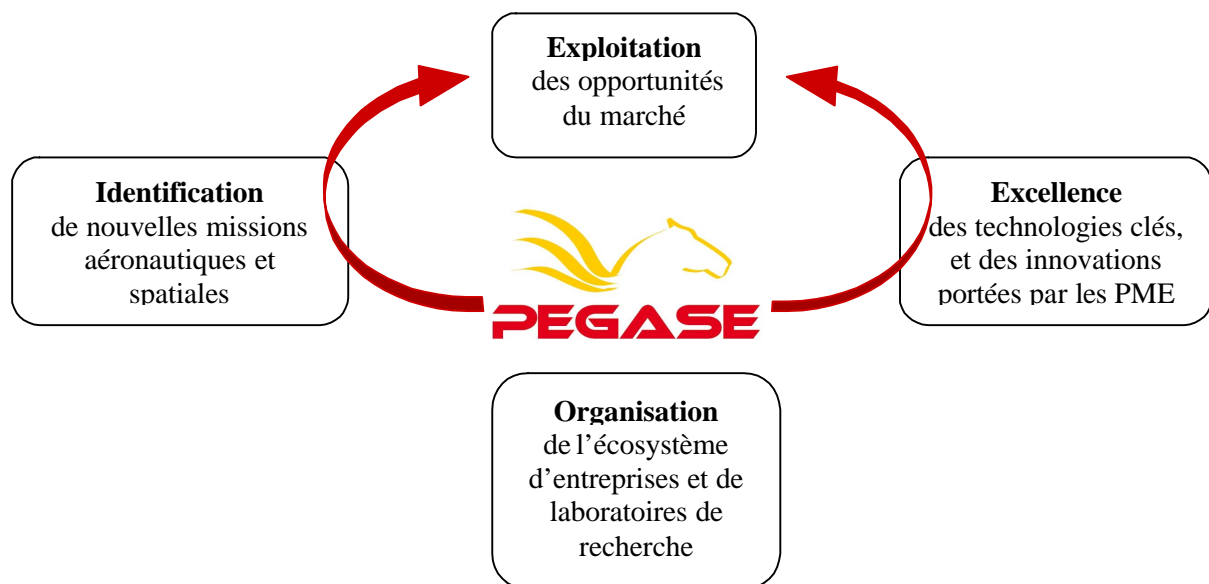 Exploitation
des opportunités
du marché
Identification
de nouvelles missions
aéronautiques et
spatiales
Excellence
des technologies clés,
et des innovations
portées par les PME
PEGASE
Organisation
de l’écosystème
d’entreprises et de
laboratoires de
recherche